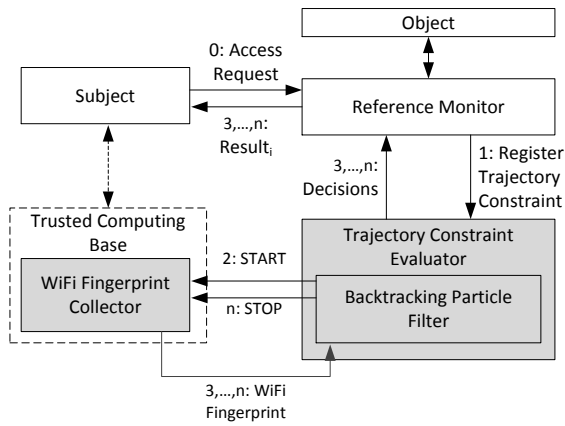 Object
0: Access
Request
Subject
Reference Monitor
3,...,n:
Result_i
3,...,n:
Decisions
1: Register
Trajectory
Constraint
Trusted Computing
Base
Trajectory Constraint
Evaluator
2: START
WiFi Fingerprint
Collector
Backtracking Particle
Filter
n: STOP
3,...,n: WiFi
Fingerprint